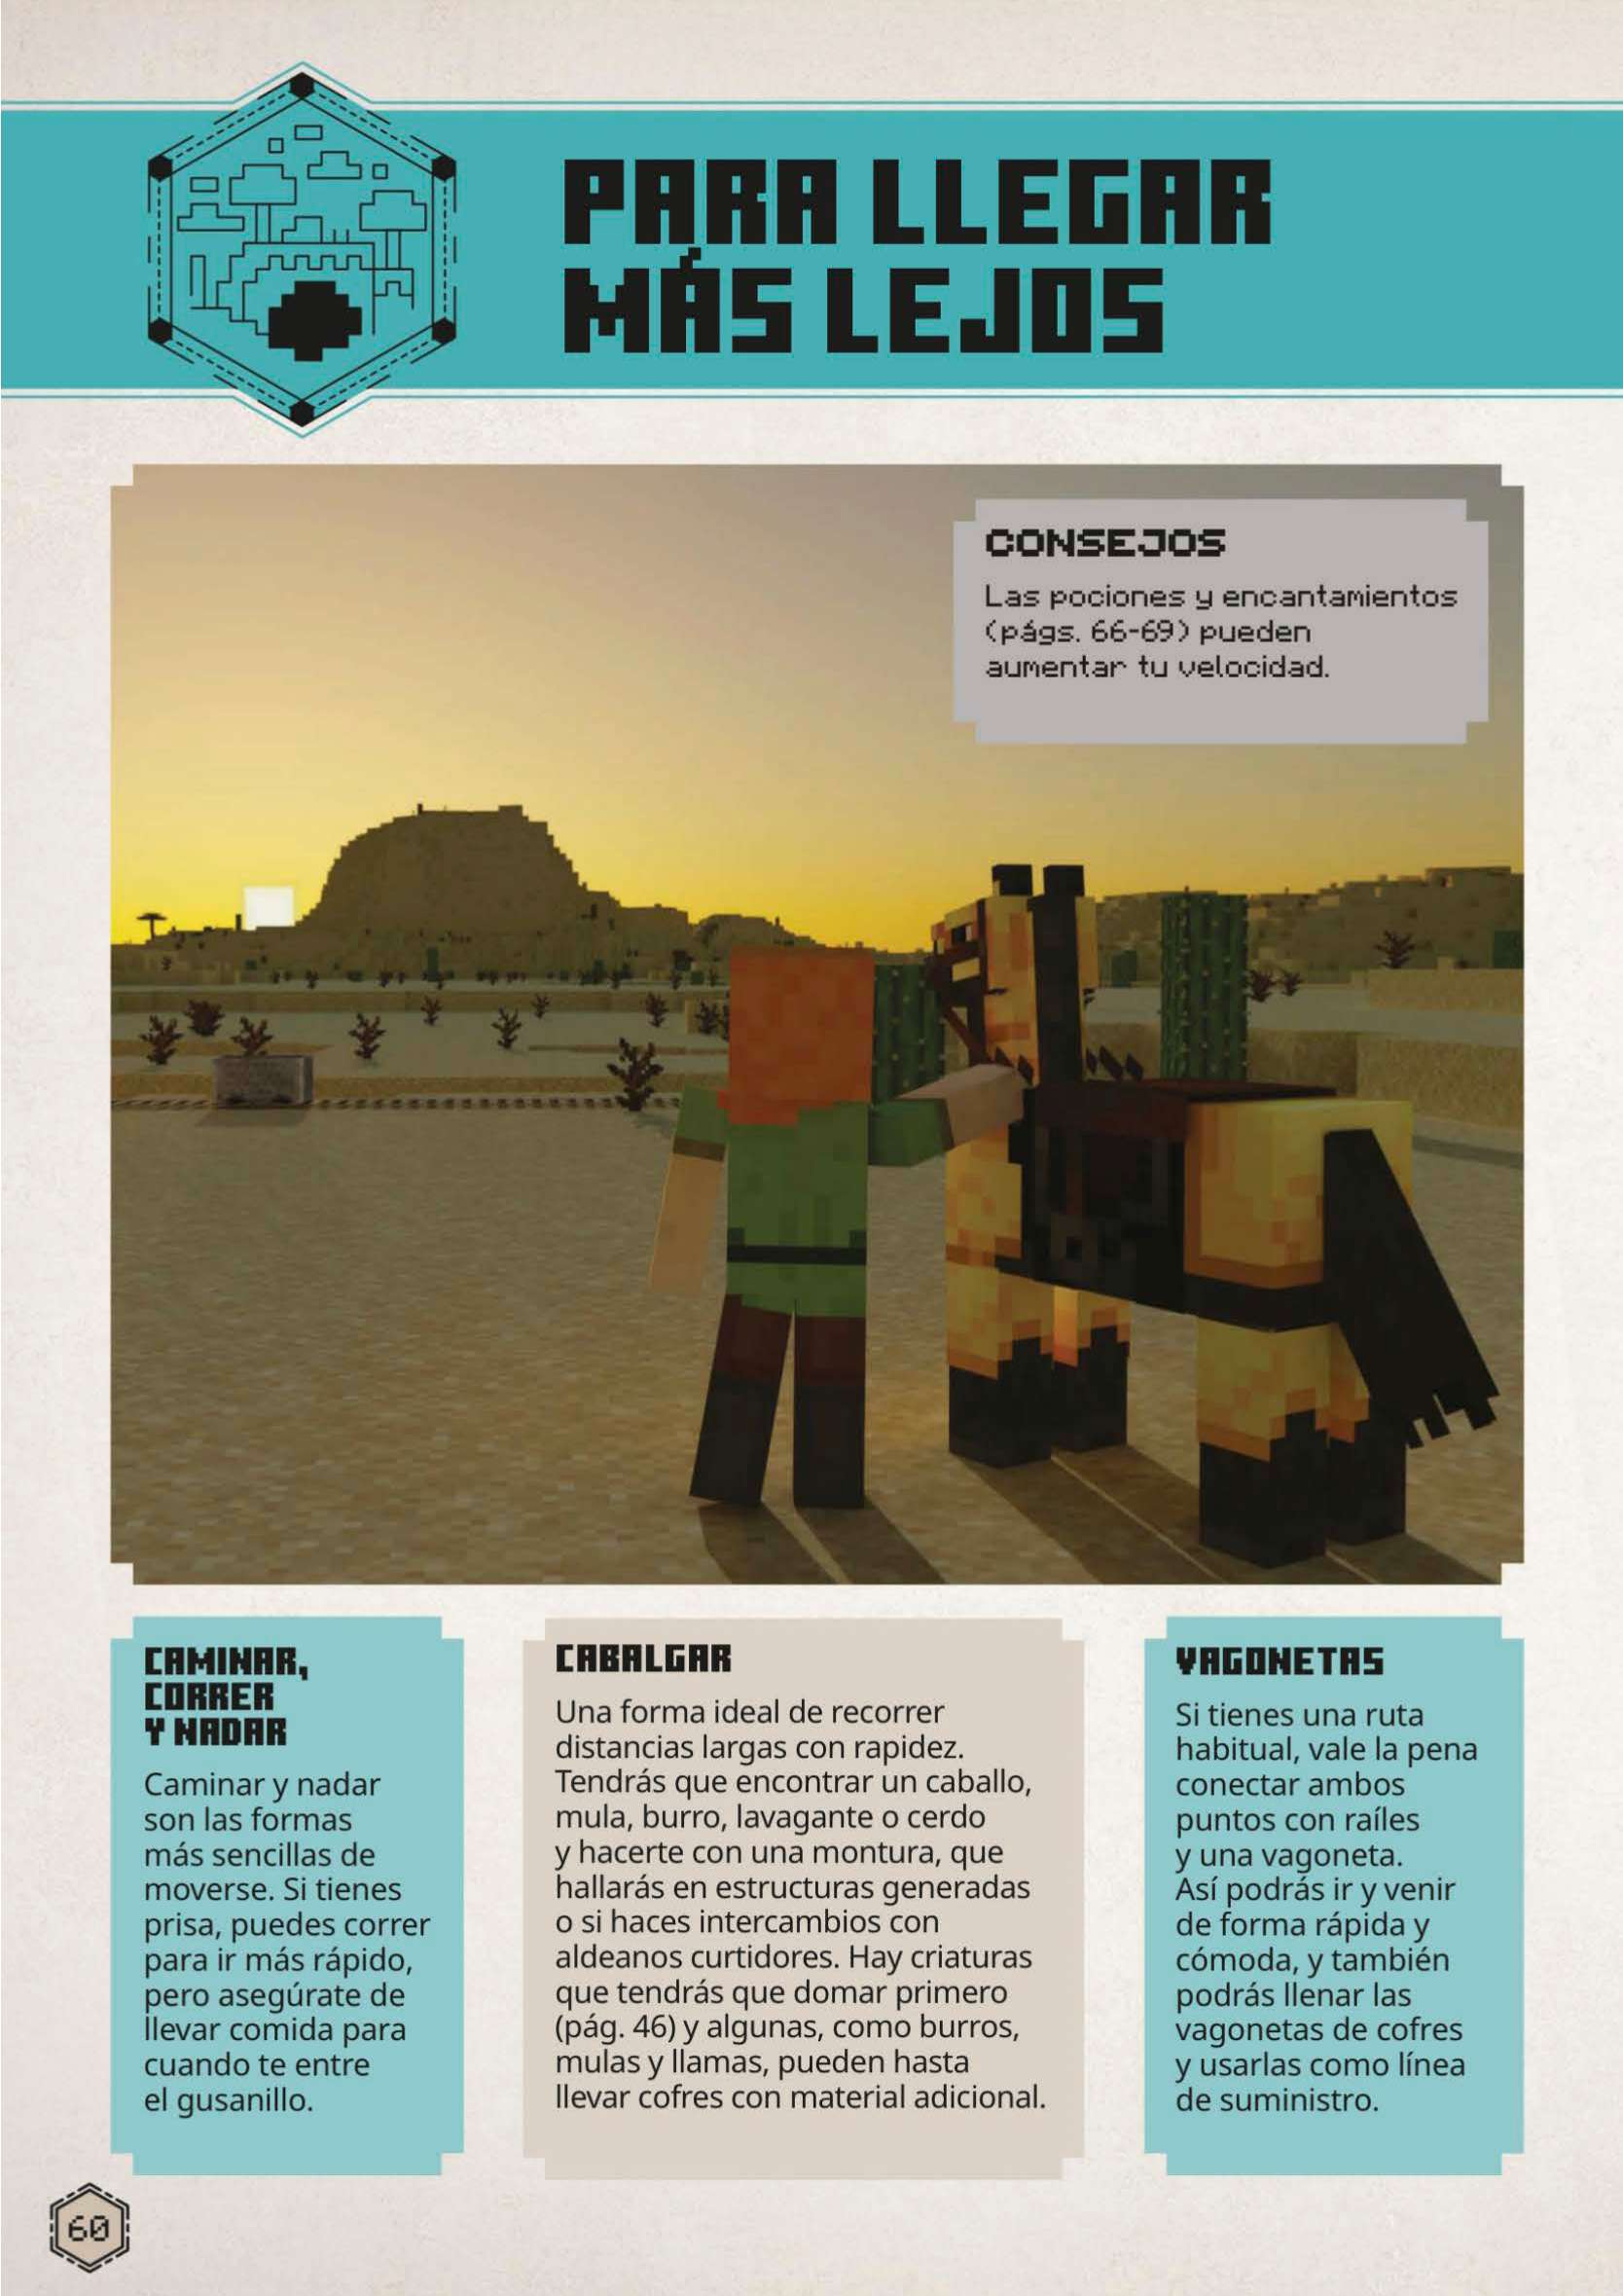 PARA LLEGAR
MÁS LEJOS
CONSEJOS
Las pociones y encantamientos
(págs. 66-69) pueden
aumentar tu velocidad.
CAMINAR,
CORRER
Y NADAR
Caminar y nadar
son las formas
más sencillas de
moverse. Si tienes
prisa, puedes correr
para ir más rápido,
pero asegúrate de
llevar comida para
cuando te entre
el gusanillo.
CABALGAR
Una forma ideal de recorrer
distancias largas con rapidez.
Tendrás que encontrar un caballo,
mula, burro, lavagante o cerdo
y hacerte con una montura, que
hallarás en estructuras generadas
o si haces intercambios con
aldeanos curtidores. Hay criaturas
que tendrás que domar primero
(pág. 46) y algunas, como burros,
mulas y llamas, pueden hasta
llevar cofres con material adicional.
VAGONETAS
Si tienes una ruta
habitual, vale la pena
conectar ambos
puntos con raíles
y una vagoneta.
Así podrás ir y venir
de forma rápida y
cómoda, y también
podrás llenar las
vagonetas de cofres
y usarlas como línea
de suministro.
60